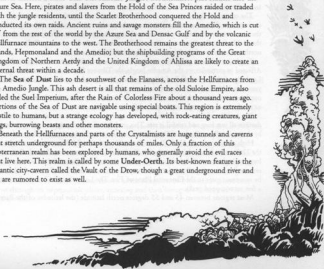 ure Sea. Here, pirates and slavers from the Hold of the Sea Princes raided or traded
h the jungle residents, until the Scarlet Brotherhood conquered the Hold and
nducted its own raids. Ancient ruins and savage monsters fill the Amedio, which is cut
f from the rest of the world by the Azure Sea and Densac Gulf and by the volcanic
llfurnace mountains to the west. The Brotherhood remains the greatest threat to the
ands, Hepmonaland and the Amedio; but the shipbuilding programs of the Great
ngdom of Northern Aerdy and the United Kingdom of Ahlissa are likely to create an
ernal threat within a decade.
The Sea of Dust lies to the southwest of the Flanaess, across the Hellfurnaces from
Amedio Jungle. This ash desert is all that remains of the old Suloise Empire, also
led the Suel Imperium, after the Rain of Colorless Fire about a thousand years ago.
rtions of the Sea of Dust are navigable using special boats. This region is extremely
stile to humans, but a strange ecology has developed, with rock-eating creatures, giant
gs, burrowing beasts and other monsters.
Beneath the Hellfurnaces and parts of the Crystalmists are huge tunnels and caverns
t stretch underground for perhaps thousands of miles. Only a fraction of this
terranean realm has been explored by humans, who generally avoid the evil races
t live here. This realm is called by some Under-Oerth. Its best-known feature is the
antic city-cavern called the Vault of the Drow, though a great underground river and
are rumored to exist as well.